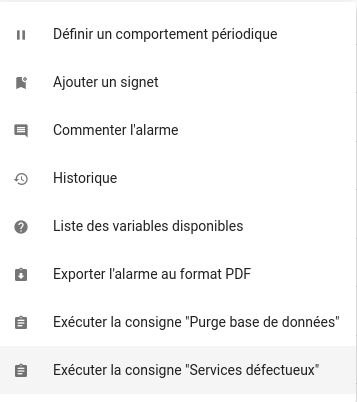 Définir un comportement périodique
Ajouter un signet
Commenter l'alarme
Historique
Liste des variables disponibles
Exporter l'alarme au format PDF
Exécuter la consigne "Purge base de données"
Exécuter la consigne "Services défectueux"